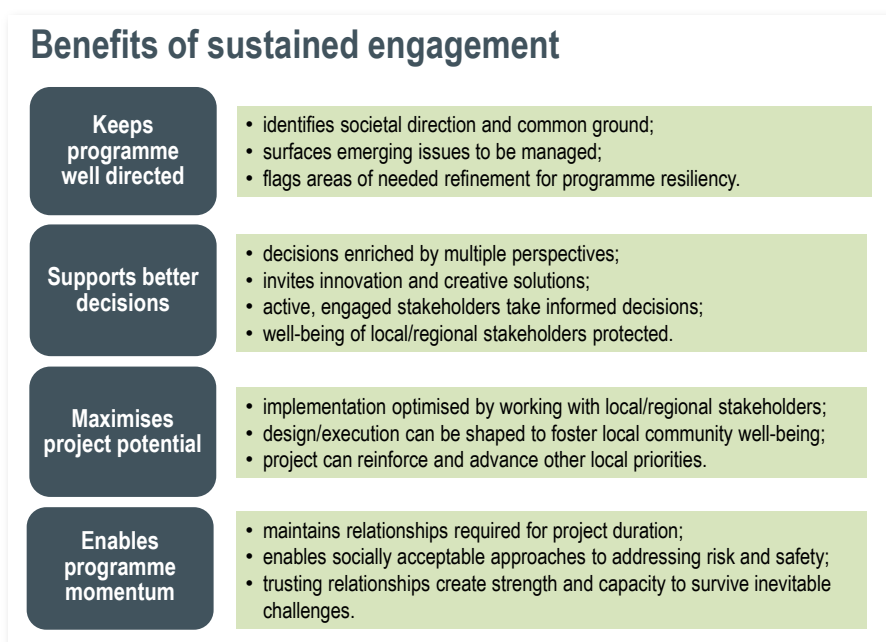 Benefits of sustained engagement
Keeps
programme
well directed
• identifies societal direction and common ground;
• surfaces emerging issues to be managed;
• flags areas of needed refinement for programme resiliency.
Supports better
decisions
• decisions enriched by multiple perspectives;
• invites innovation and creative solutions;
• active, engaged stakeholders take informed decisions;
• well-being of local/regional stakeholders protected.
Maximises
project potential
• implementation optimised by working with local/regional stakeholders;
• design/execution can be shaped to foster local community well-being;
• project can reinforce and advance other local priorities.
Enables
programme
momentum
• maintains relationships required for project duration;
• enables socially acceptable approaches to addressing risk and safety;
• trusting relationships create strength and capacity to survive inevitable
challenges.